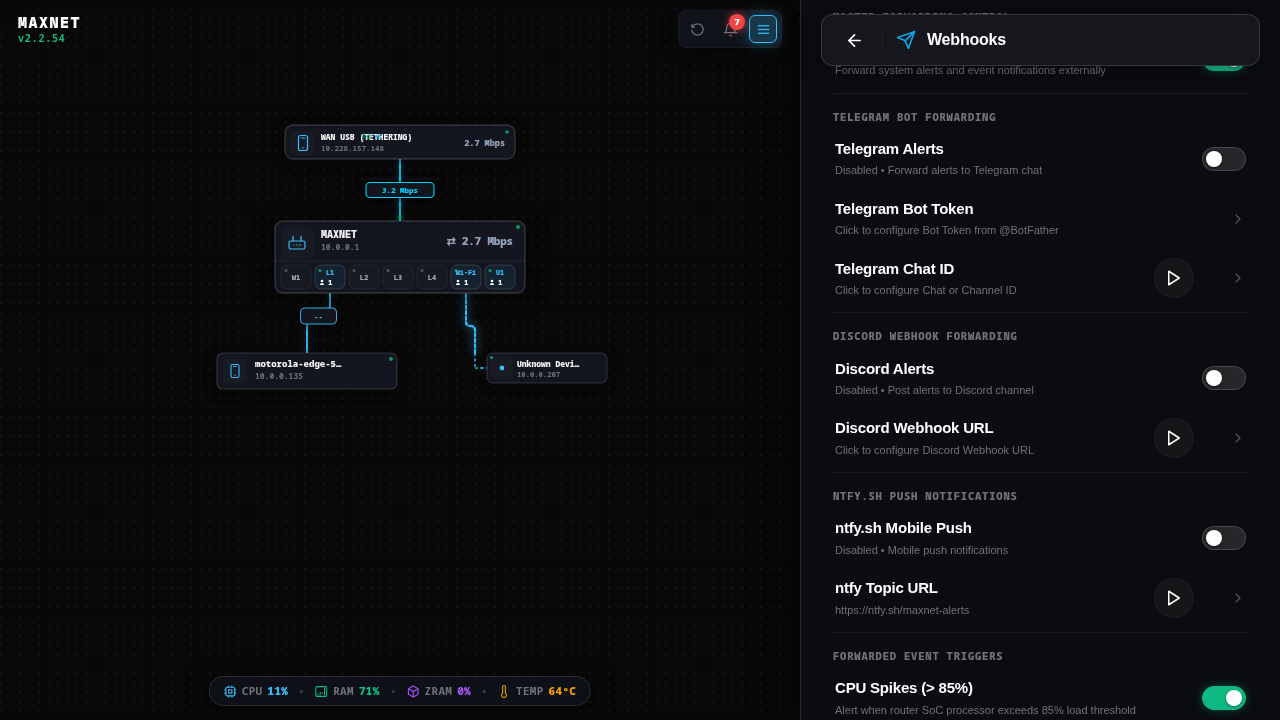 MAXNET
v2.2.54
7
WAN USB (TETHERING)
10.228.157.148
2.7 Mbps
3.2 Mbps
MAXNET
10.0.0.1
⇄ 2.7 Mbps
W1
L1
1
L2
L3
L4
Wi-Fi
1
U1
1
--
motorola-edge-5…
10.0.0.135
Unknown Devi…
10.0.0.207
CPU 11% • RAM 71% • ZRAM 0% • TEMP 64°C
Webhooks
Forward system alerts and event notifications externally
TELEGRAM BOT FORWARDING
Telegram Alerts
Disabled • Forward alerts to Telegram chat
Telegram Bot Token
Click to configure Bot Token from @BotFather
Telegram Chat ID
Click to configure Chat or Channel ID
DISCORD WEBHOOK FORWARDING
Discord Alerts
Disabled • Post alerts to Discord channel
Discord Webhook URL
Click to configure Discord Webhook URL
NTFY.SH PUSH NOTIFICATIONS
ntfy.sh Mobile Push
Disabled • Mobile push notifications
ntfy Topic URL
https://ntfy.sh/maxnet-alerts
FORWARDED EVENT TRIGGERS
CPU Spikes (> 85%)
Alert when router SoC processor exceeds 85% load threshold